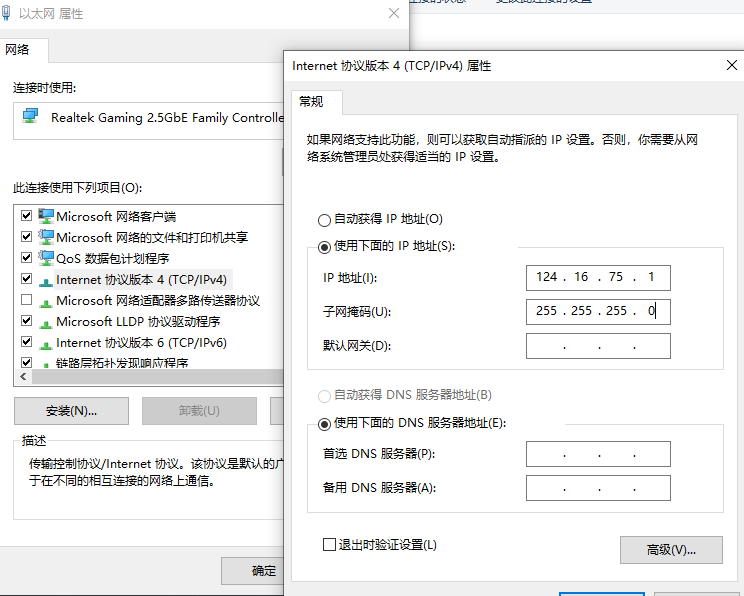 以太网 属性
网络
连接时使用:
Realtek Gaming 2.5GbE Family Controlle
此连接使用下列项目(O):
Microsoft 网络客户端
Microsoft 网络的文件和打印机共享
QoS 数据包计划程序
Internet 协议版本 4 (TCP/IPv4)
Microsoft 网络适配器多路传送器协议
Microsoft LLDP 协议驱动程序
Internet 协议版本 6 (TCP/IPv6)
链路层拓扑发现响应程序
安装(N)...
卸载(U)
描述
传输控制协议/Internet 协议。该协议是默认的广
于在不同的相互连接的网络上通信。
确定
Internet 协议版本 4 (TCP/IPv4) 属性
常规
如果网络支持此功能，则可以获取自动指派的 IP 设置。否则，你需要从网
络系统管理员处获得适当的 IP 设置。
自动获得 IP 地址(O)
使用下面的 IP 地址(S):
IP 地址(I):
124 . 16 . 75 . 1
子网掩码(U):
255 . 255 . 255 . 0
默认网关(D):
. . .
自动获得 DNS 服务器地址(B)
使用下面的 DNS 服务器地址(E):
首选 DNS 服务器(P):
. . .
备用 DNS 服务器(A):
. . .
退出时验证设置(L)
高级(V)...